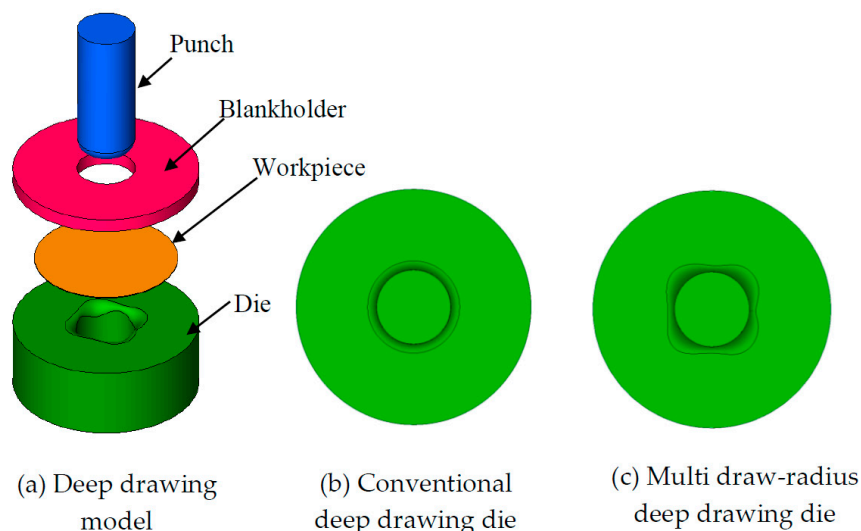 Punch
Blankholder
Workpiece
Die
(a) Deep drawing
model
(b) Conventional
deep drawing die
(c) Multi draw-radius
deep drawing die